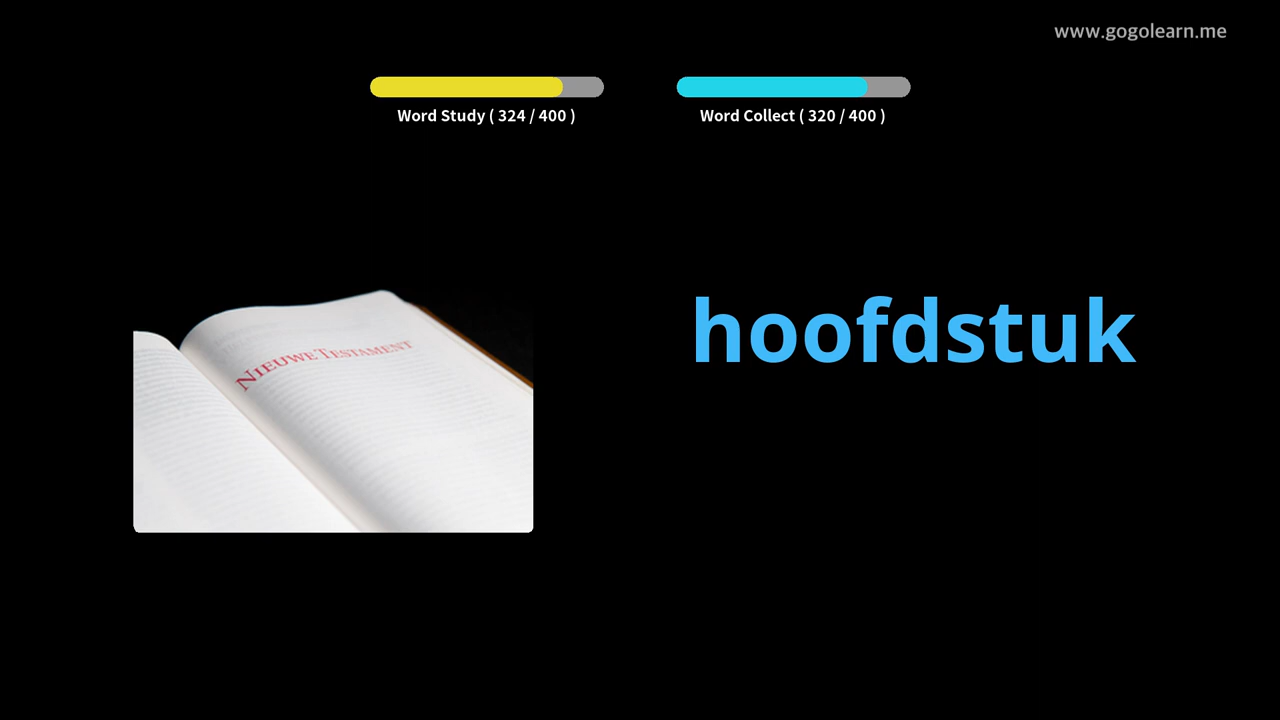 www.gogolearn.me
Word Study ( 324 / 400 )
Word Collect ( 320 / 400 )
hoofdstuk
NIEUWE TESTAMENT